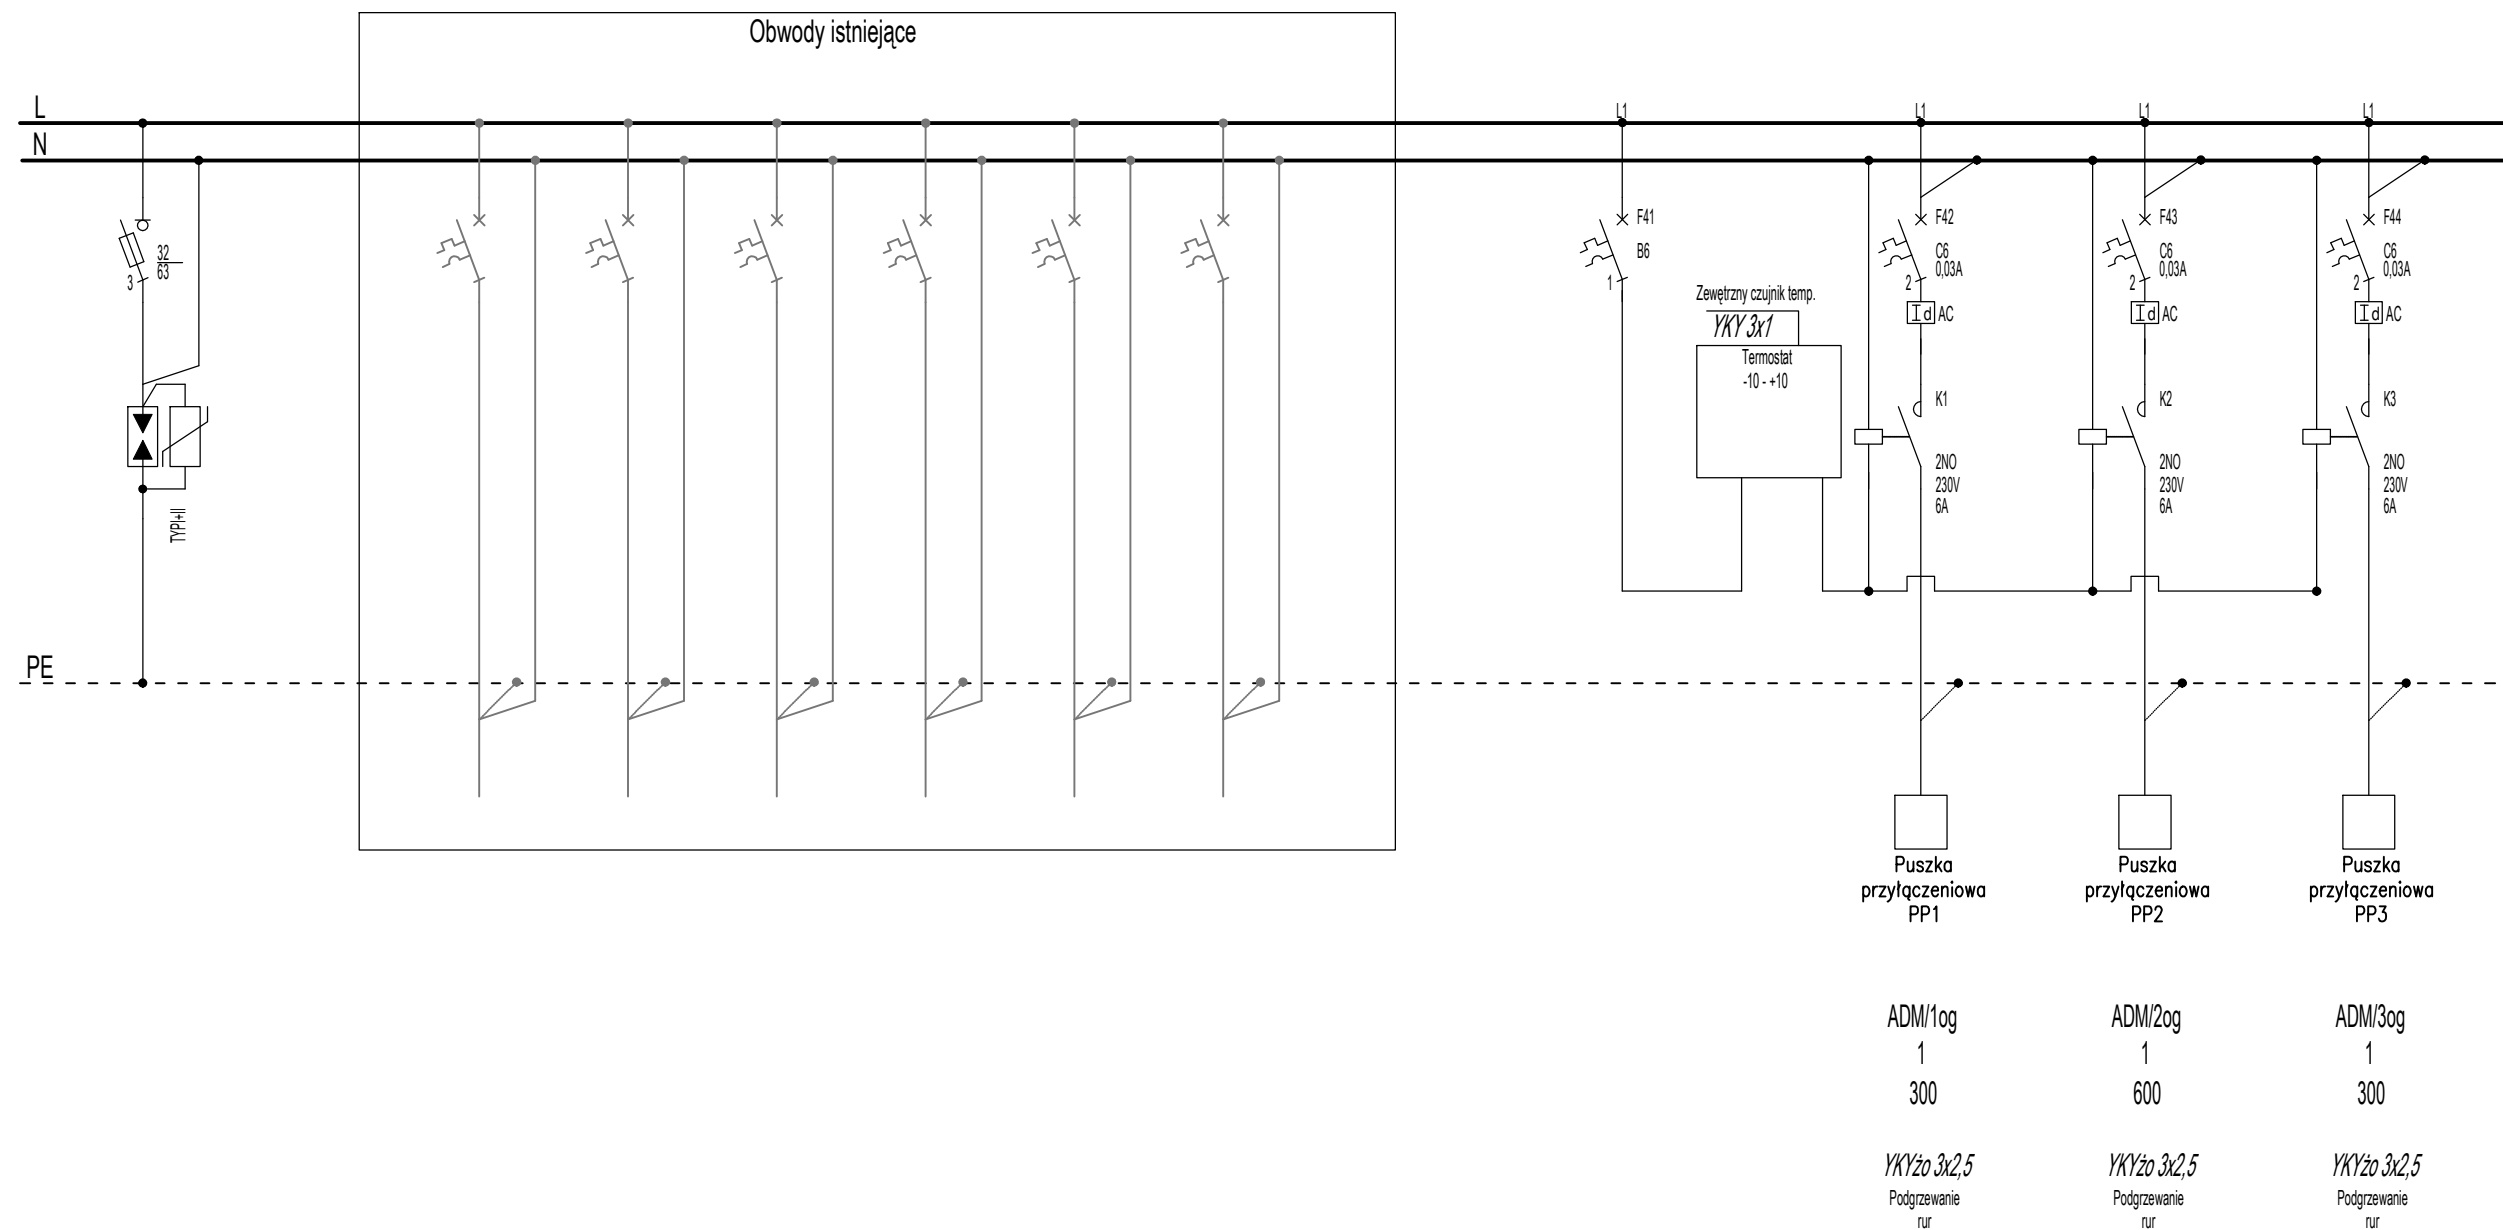 Obwody istniejące
L
N
PE
32
63
3
TYPI+II
L1
F41
B6
1
Zewętrzny czujnik temp.
YKY 3x1
Termostat
-10 - +10
L1
F42
C6
0,03A
2
Id AC
K1
2NO
230V
6A
Puszka
przyłączeniowa
PP1
ADM/1og
1
300
YKYżo 3x2,5
Podgrzewanie
rur
L1
F43
C6
0,03A
2
Id AC
K2
2NO
230V
6A
Puszka
przyłączeniowa
PP2
ADM/2og
1
600
YKYżo 3x2,5
Podgrzewanie
rur
L1
F44
C6
0,03A
2
Id AC
K3
2NO
230V
6A
Puszka
przyłączeniowa
PP3
ADM/3og
1
300
YKYżo 3x2,5
Podgrzewanie
rur